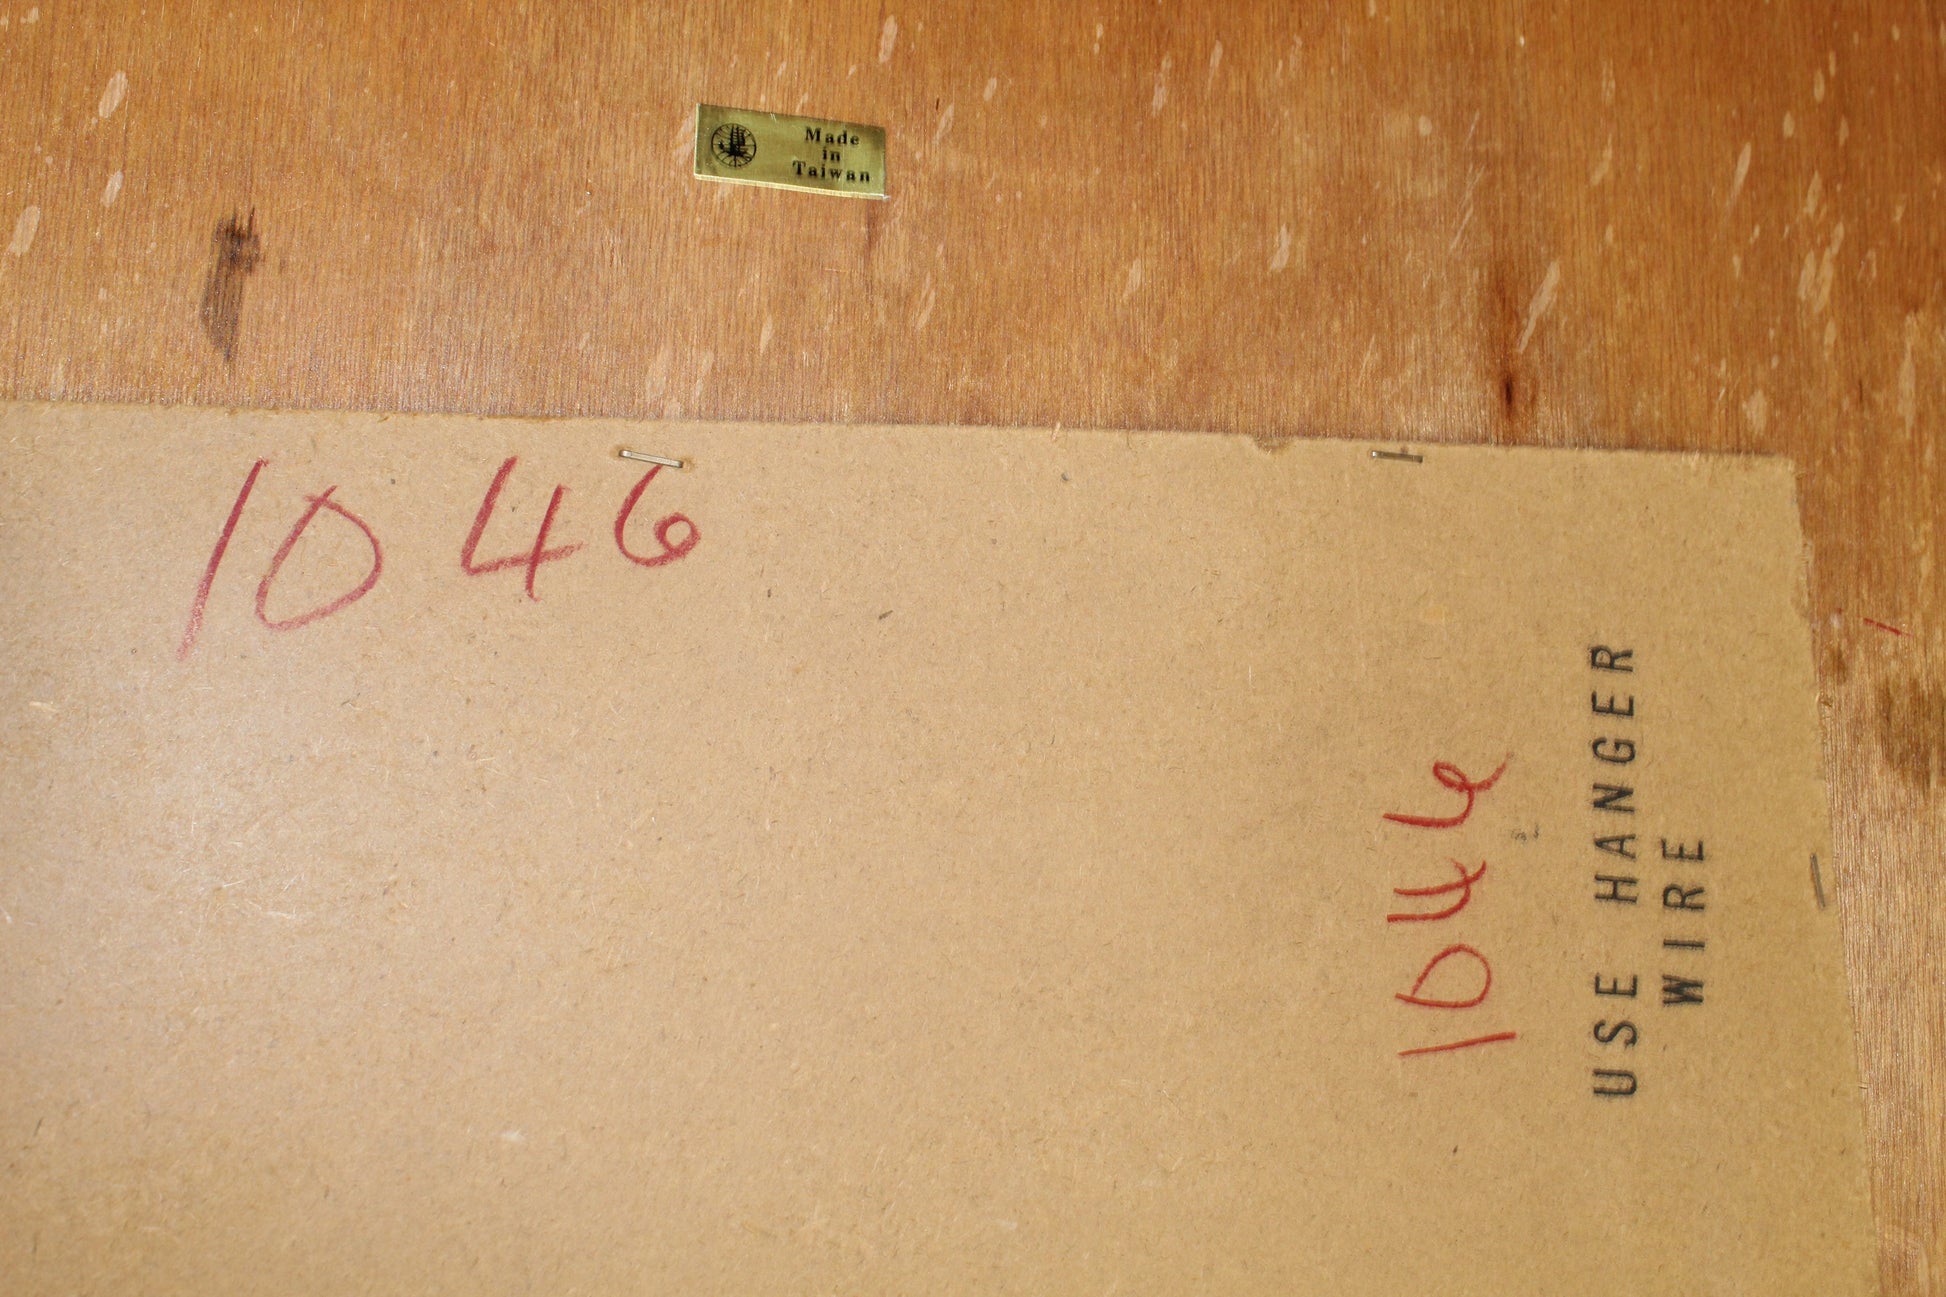 Made
in
Taiwan
1046
1046
USE HANGER
WIRE